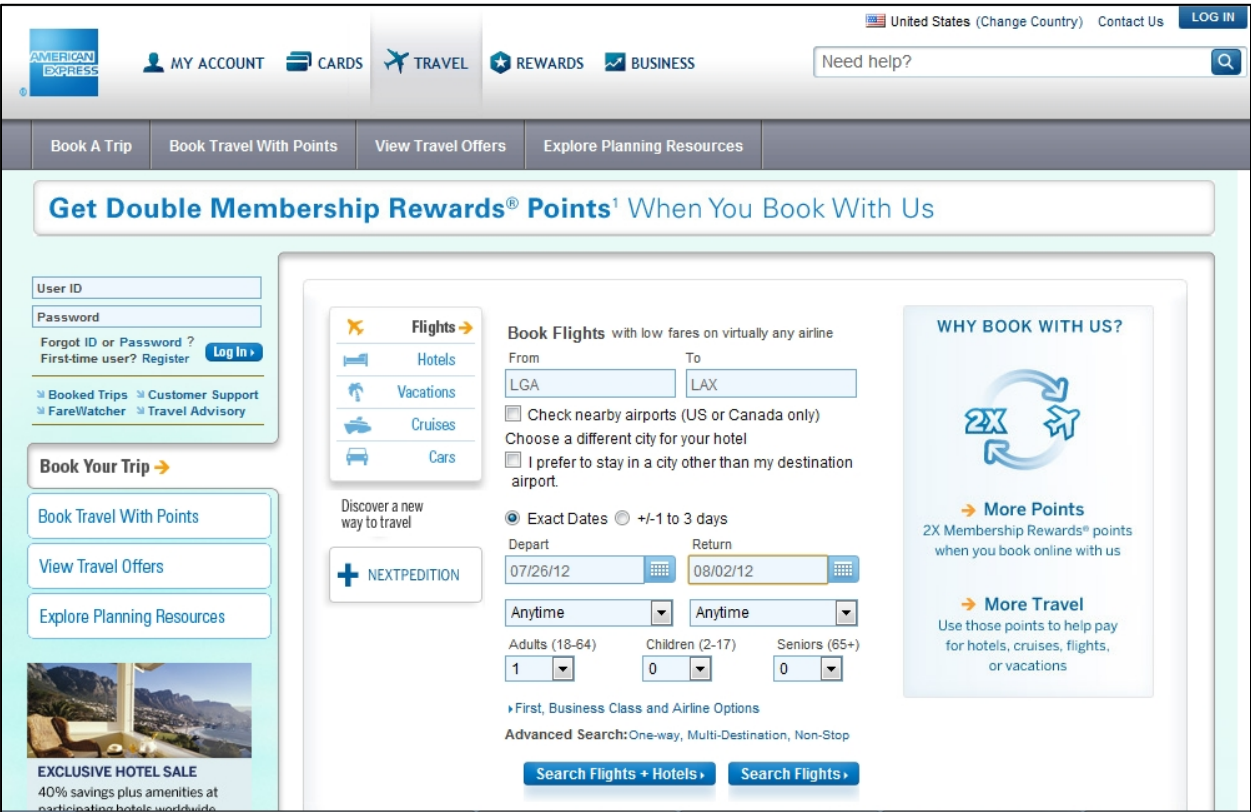 United States (Change Country) Contact Us LOG IN
AMERICAN
EXPRESS
®
MY ACCOUNT CARDS TRAVEL REWARDS BUSINESS
Need help?
Book A Trip Book Travel With Points View Travel Offers Explore Planning Resources
Get Double Membership Rewards® Points¹ When You Book With Us
User ID
Password
Forgot ID or Password ?
First-time user? Register
Log In
Booked Trips Customer Support
FareWatcher Travel Advisory
Book Your Trip
Book Travel With Points
View Travel Offers
Explore Planning Resources
EXCLUSIVE HOTEL SALE
40% savings plus amenities at
participating hotels worldwide
Flights
Hotels
Vacations
Cruises
Cars
Discover a new
way to travel
NEXTPEDITION
Book Flights with low fares on virtually any airline
From To
LGA LAX
Check nearby airports (US or Canada only)
Choose a different city for your hotel
I prefer to stay in a city other than my destination
airport.
Exact Dates +/-1 to 3 days
Depart Return
07/26/12 08/02/12
Anytime Anytime
Adults (18-64) Children (2-17) Seniors (65+)
1 0 0
First, Business Class and Airline Options
Advanced Search:One-way, Multi-Destination, Non-Stop
Search Flights + Hotels Search Flights
WHY BOOK WITH US?
2X
More Points
2X Membership Rewards® points
when you book online with us
More Travel
Use those points to help pay
for hotels, cruises, flights,
or vacations